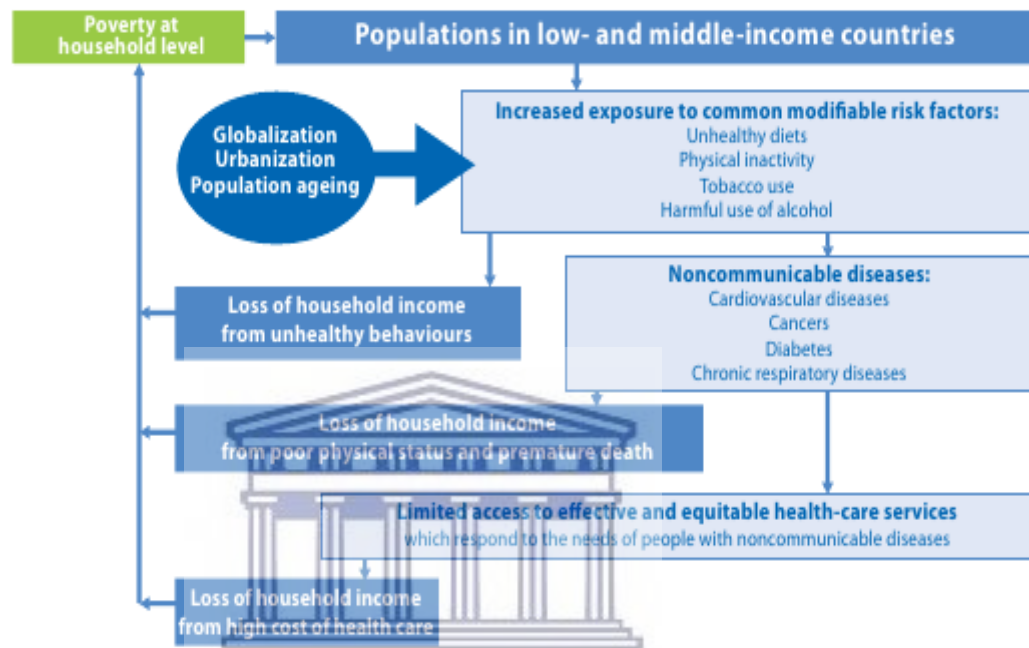 Poverty at
household level
Populations in low- and middle-income countries
Increased exposure to common modifiable risk factors:
Unhealthy diets
Physical inactivity
Tobacco use
Harmful use of alcohol
Globalization
Urbanization
Population ageing
Noncommunicable diseases:
Cardiovascular diseases
Cancers
Diabetes
Chronic respiratory diseases
Loss of household income
from unhealthy behaviours
Loss of household income
from poor physical status and premature death
Limited access to effective and equitable health-care services
which respond to the needs of people with noncommunicable diseases
Loss of household income
from high cost of health care